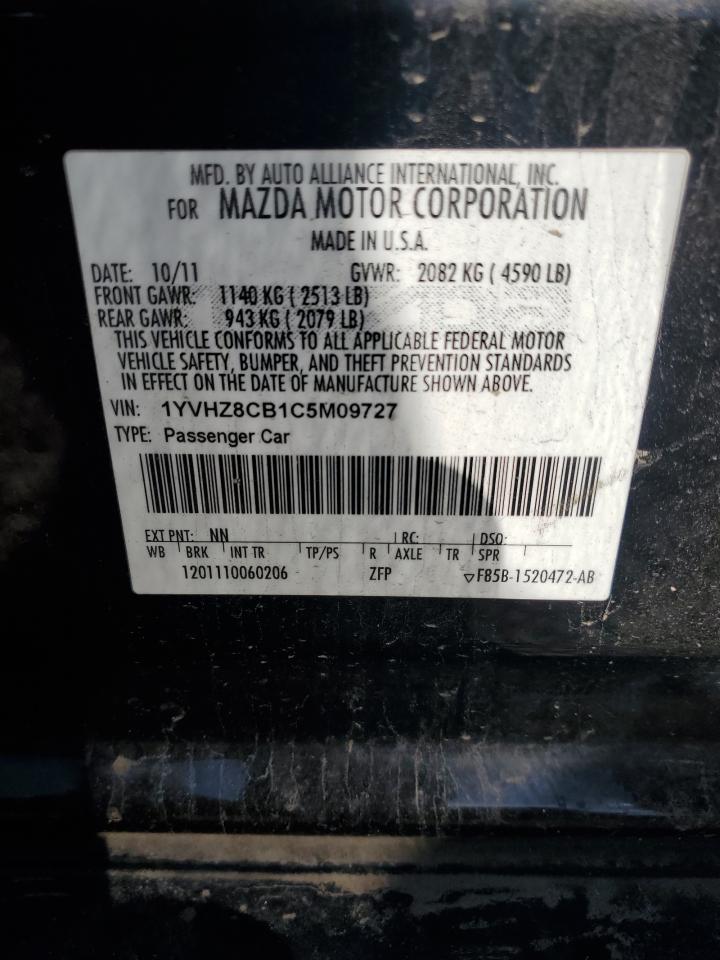 MFD. BY AUTO ALLIANCE INTERNATIONAL, INC.
FOR MAZDA MOTOR CORPORATION
MADE IN U.S.A.
DATE: 10/11 GVWR: 2082 KG ( 4590 LB)
FRONT GAWR: 1140 KG ( 2513 LB)
REAR GAWR: 943 KG ( 2079 LB)
THIS VEHICLE CONFORMS TO ALL APPLICABLE FEDERAL MOTOR
VEHICLE SAFETY, BUMPER, AND THEFT PREVENTION STANDARDS
IN EFFECT ON THE DATE OF MANUFACTURE SHOWN ABOVE.
VIN: 1YVHZ8CB1C5M09727
TYPE: Passenger Car
EXT PNT: NN RC: DSO:
WB BRK INT TR TP/PS R AXLE TR SPR
1201110060206 ZFP ▽F85B-1520472-AB